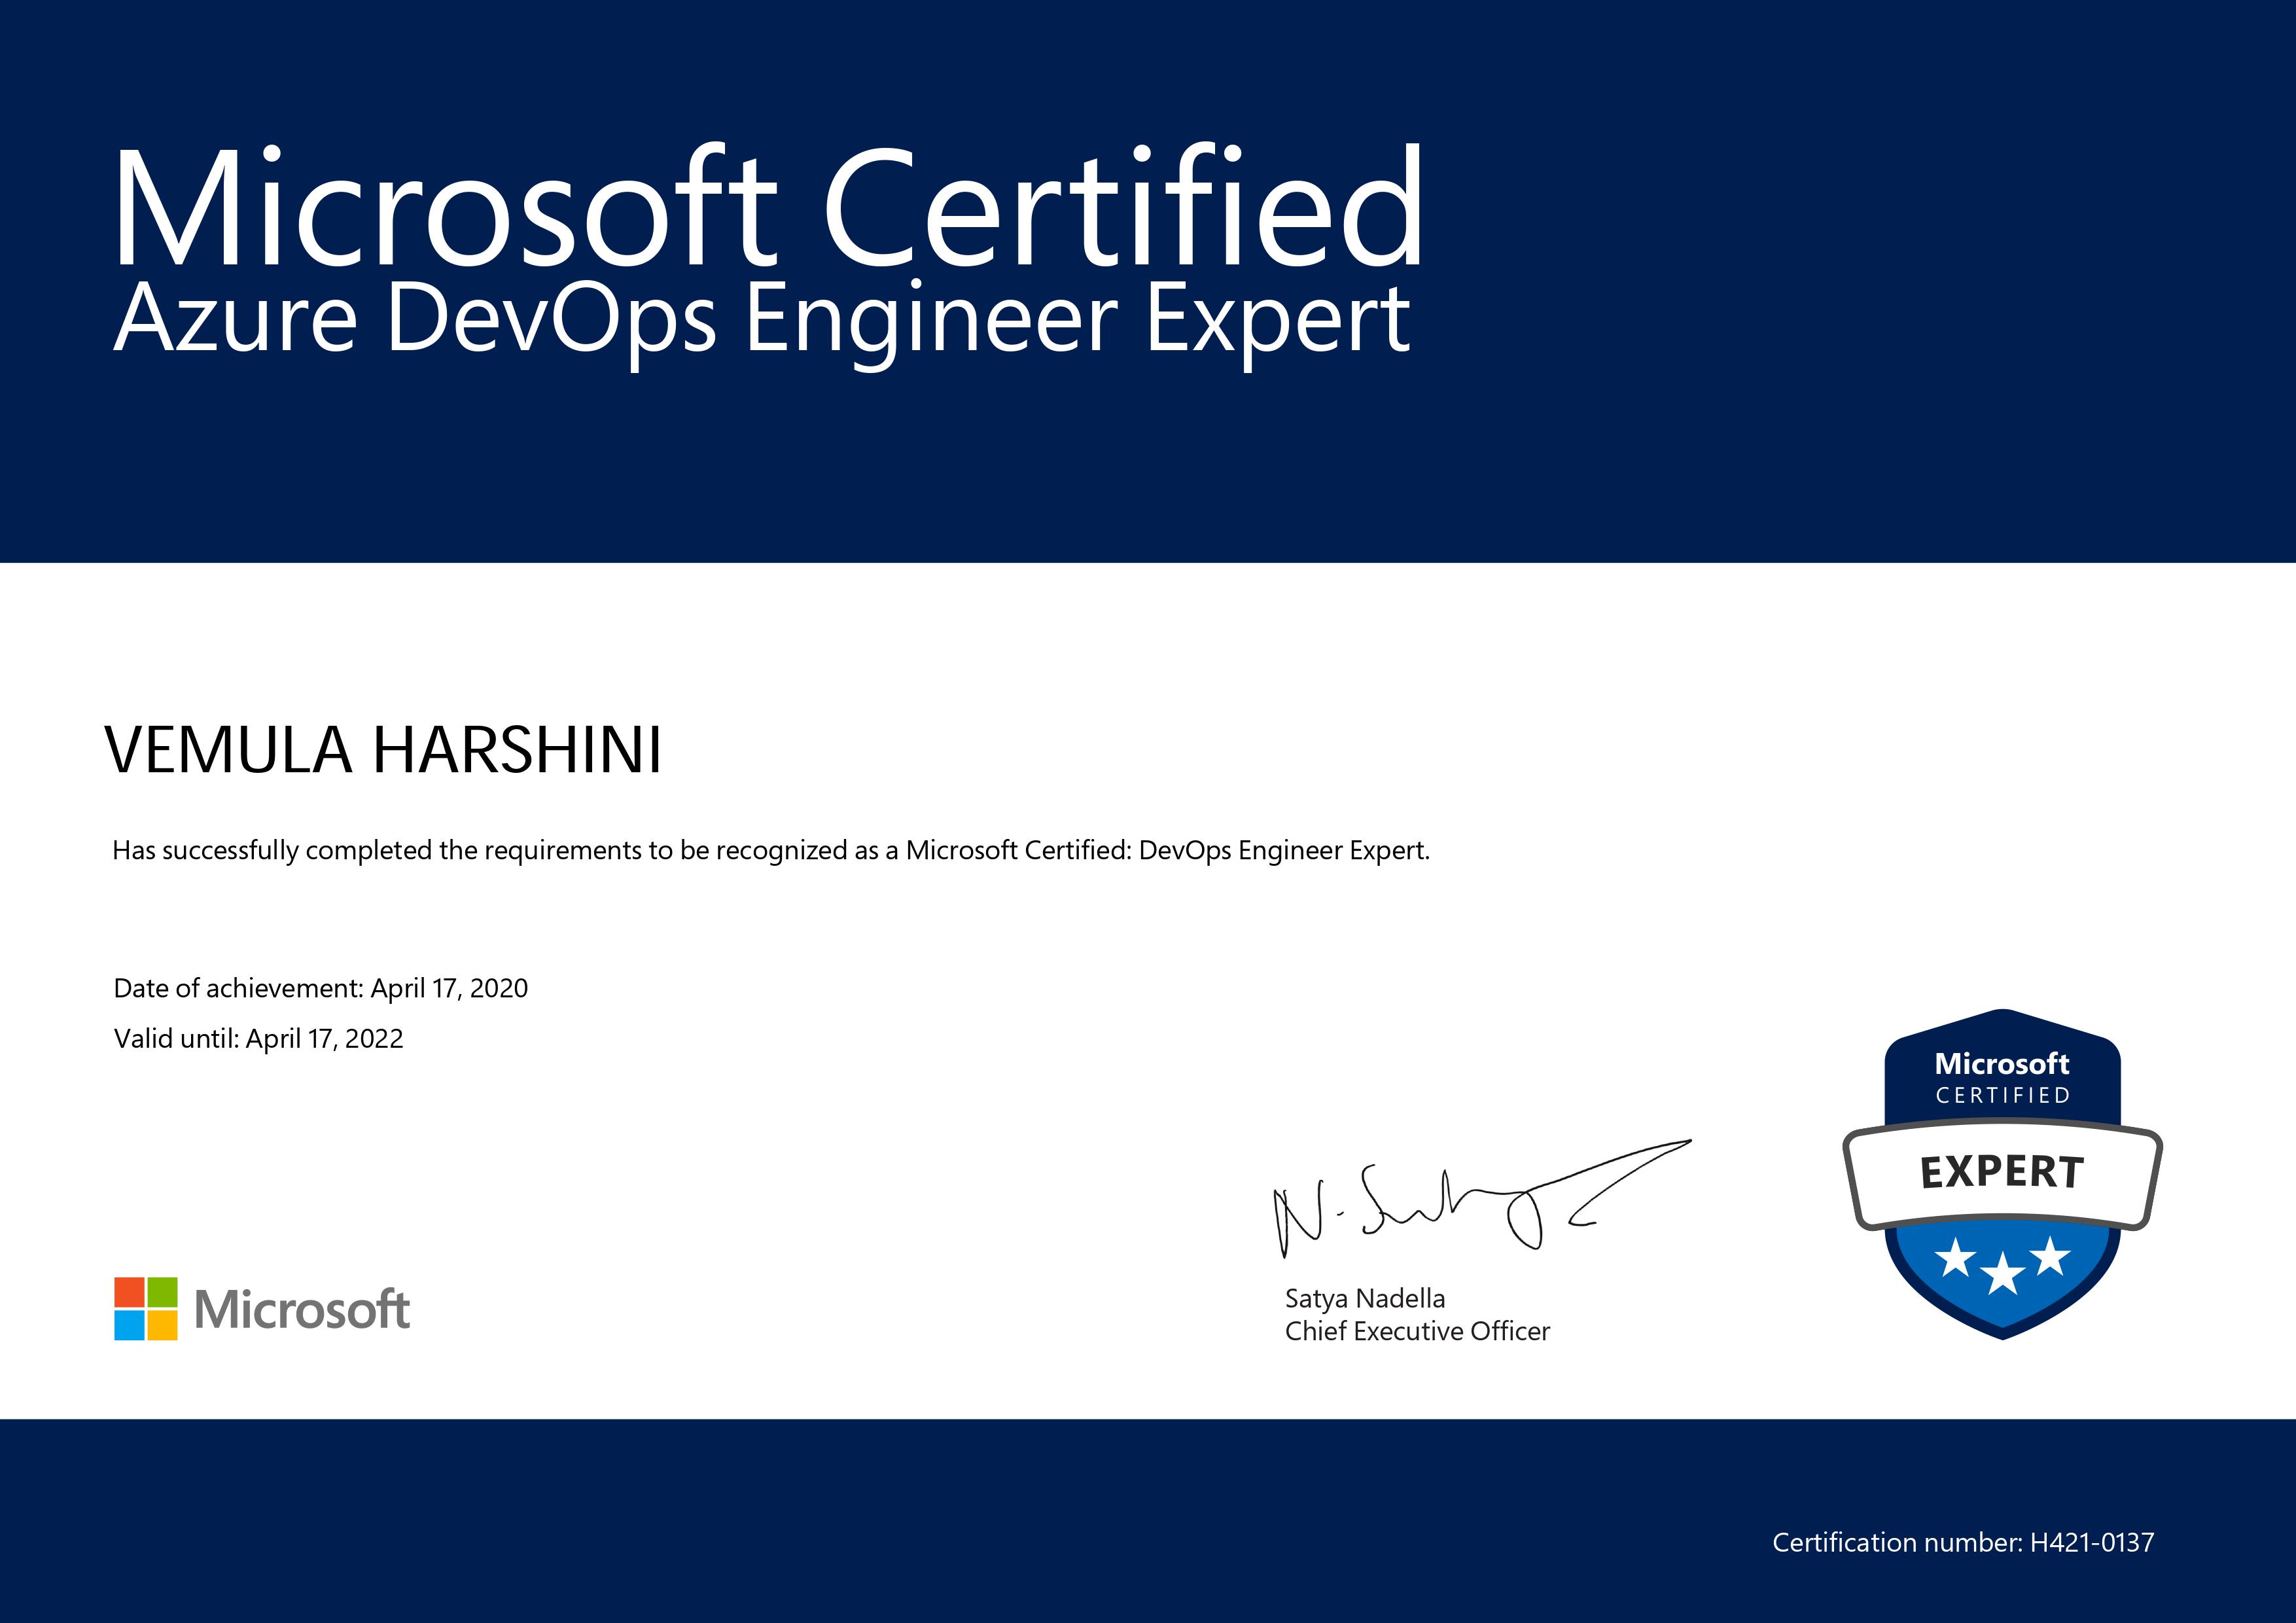 Microsoft Certified
Azure DevOps Engineer Expert
VEMULA HARSHINI
Has successfully completed the requirements to be recognized as a Microsoft Certified: DevOps Engineer Expert.
Date of achievement: April 17, 2020
Valid until: April 17, 2022
Microsoft
CERTIFIED
EXPERT
Satya Nadella
Chief Executive Officer
Microsoft
Certification number: H421-0137